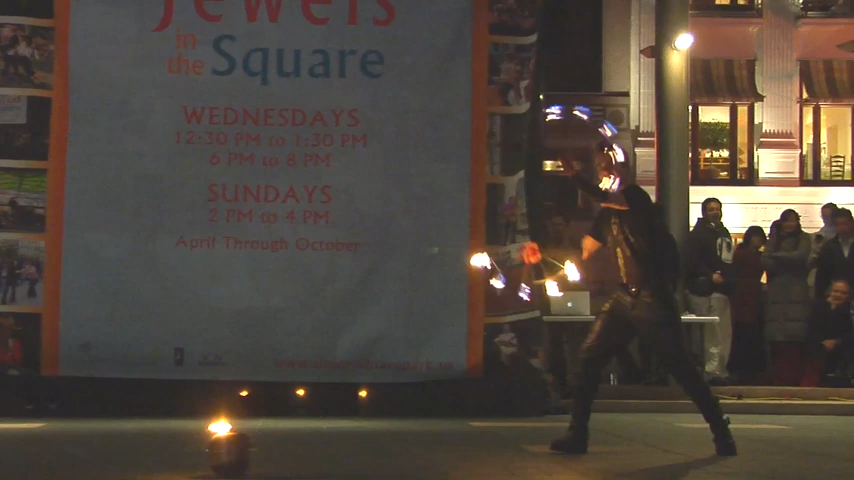 Jewels
in
the Square
WEDNESDAYS
12:30 PM to 1:30 PM
6 PM to 8 PM
SUNDAYS
2 PM to 4 PM
April Through October